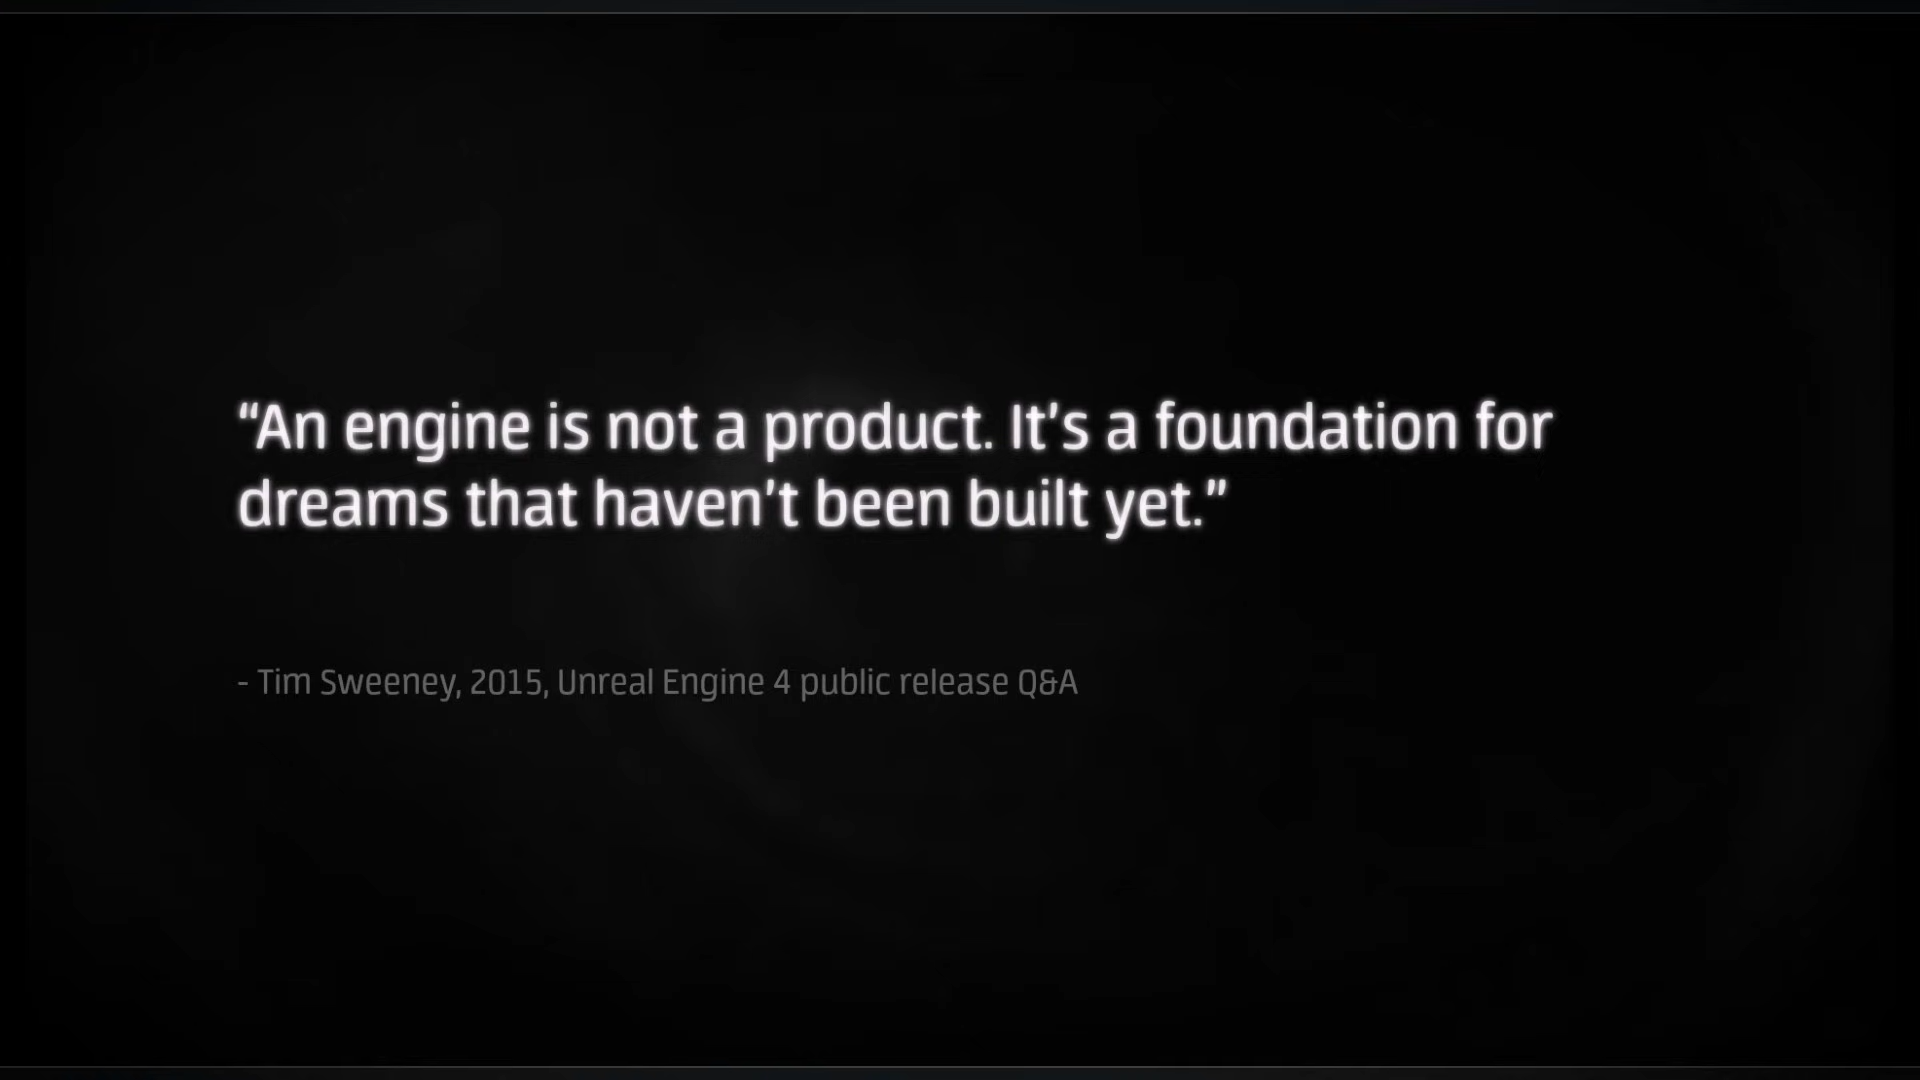 “An engine is not a product. It’s a foundation for
dreams that haven’t been built yet.”
- Tim Sweeney, 2015, Unreal Engine 4 public release Q&A